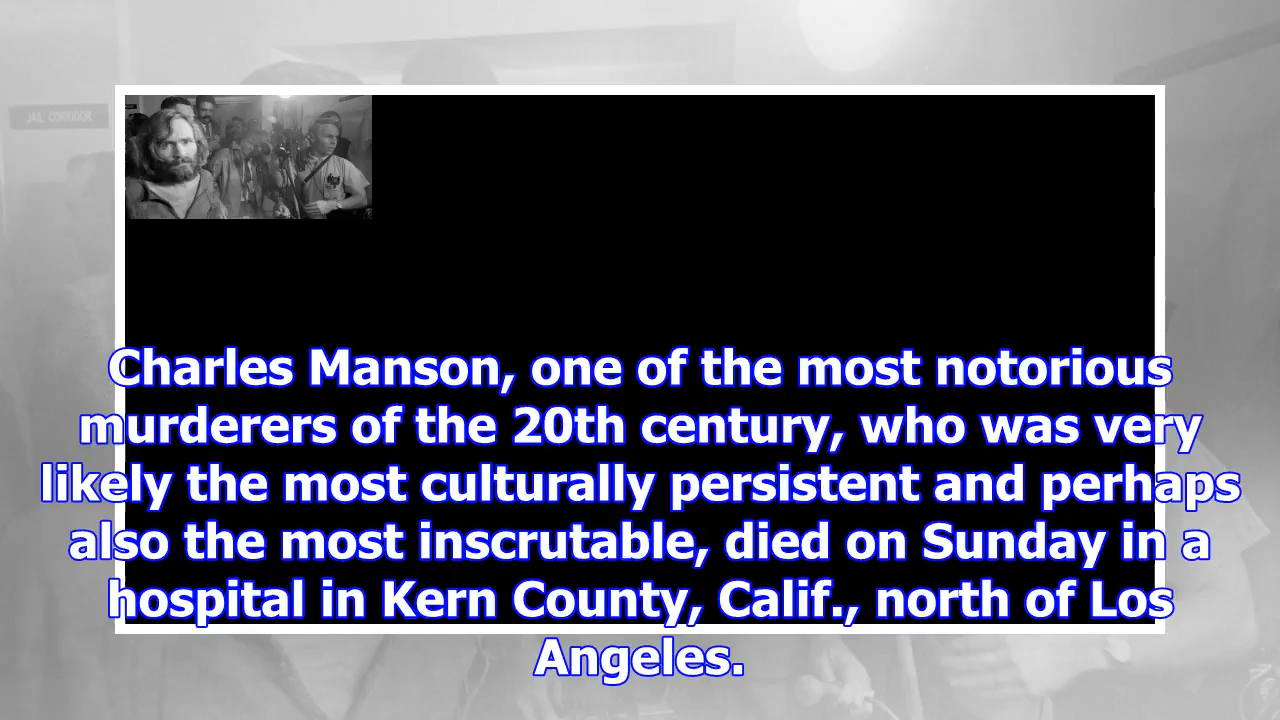 JAIL CORRIDOR
Charles Manson, one of the most notorious
murderers of the 20th century, who was very
likely the most culturally persistent and perhaps
also the most inscrutable, died on Sunday in a
hospital in Kern County, Calif., north of Los
Angeles.